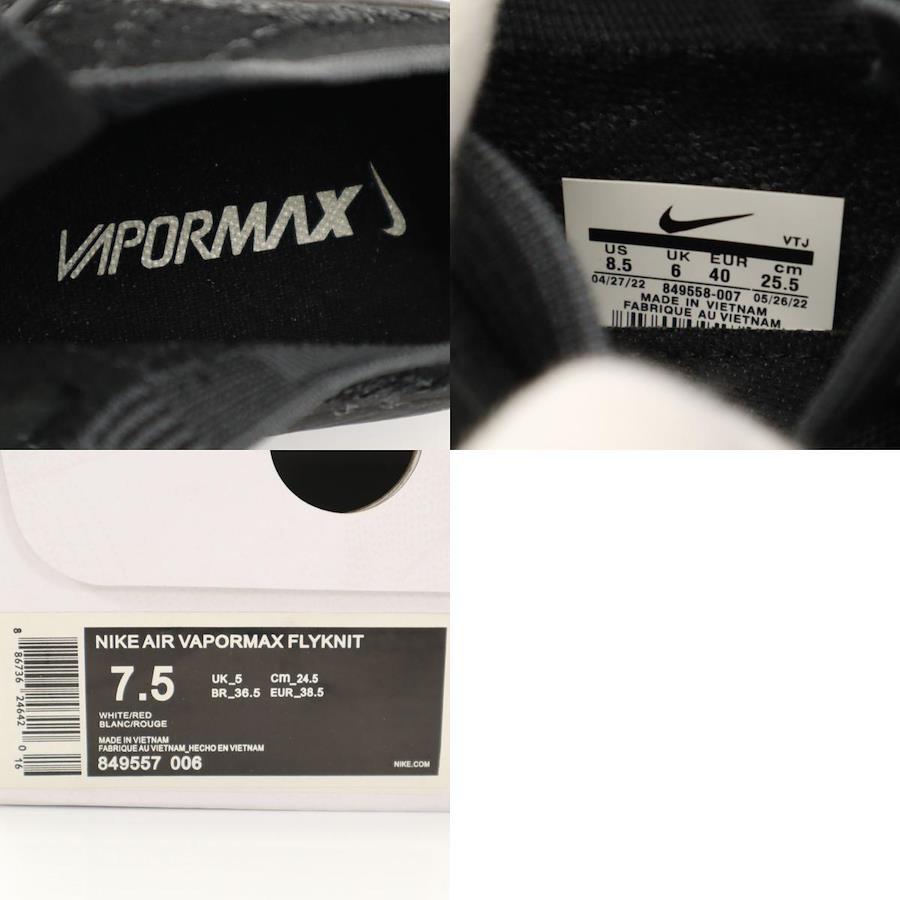 VAPORMAX
VTJ
US UK EUR cm
8.5 6 40 25.5
04/27/22 849558-007 05/26/22
MADE IN VIETNAM
FABRIQUE AU VIETNAM
NIKE AIR VAPORMAX FLYKNIT
7.5 UK_5 cm_24.5
BR_36.5 EUR_38.5
WHITE/RED
BLANC/ROUGE
MADE IN VIETNAM
FABRIQUE AU VIETNAM_HECHO EN VIETNAM
849557 006
NIKE.COM
8 86736 24642 0 16